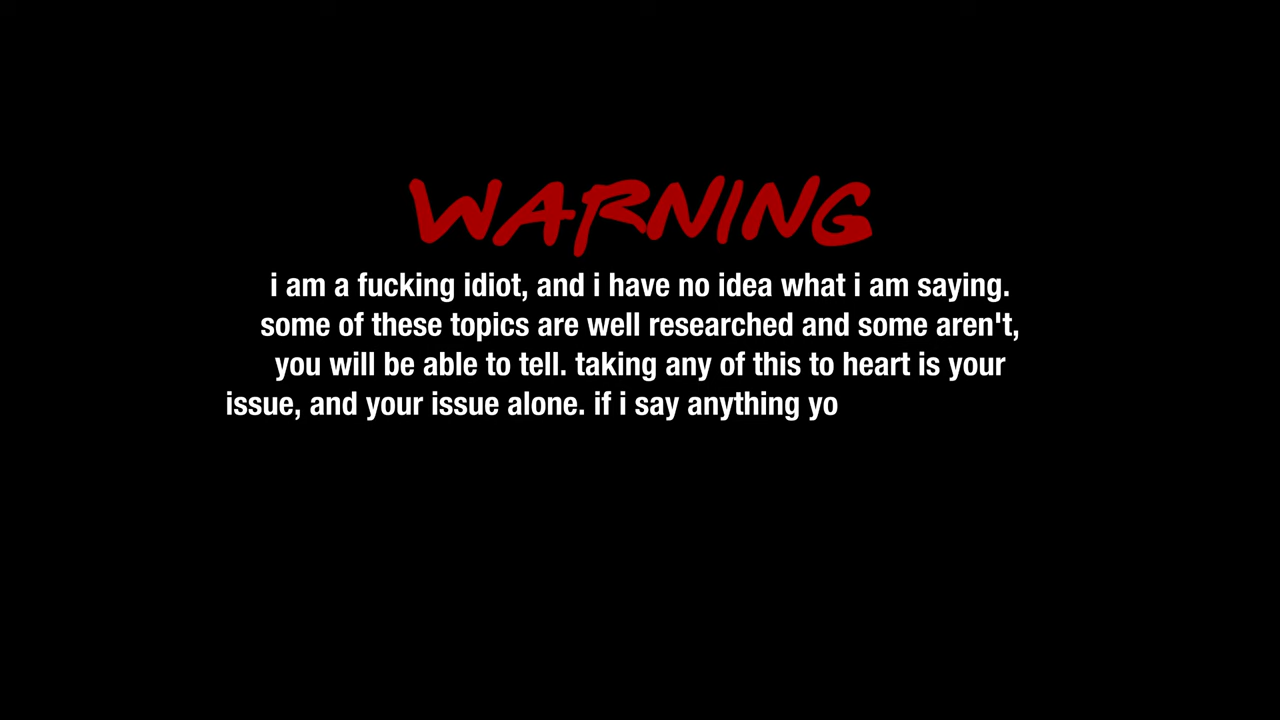 WARNING
i am a fucking idiot, and i have no idea what i am saying.
some of these topics are well researched and some aren't,
you will be able to tell. taking any of this to heart is your
issue, and your issue alone. if i say anything yo